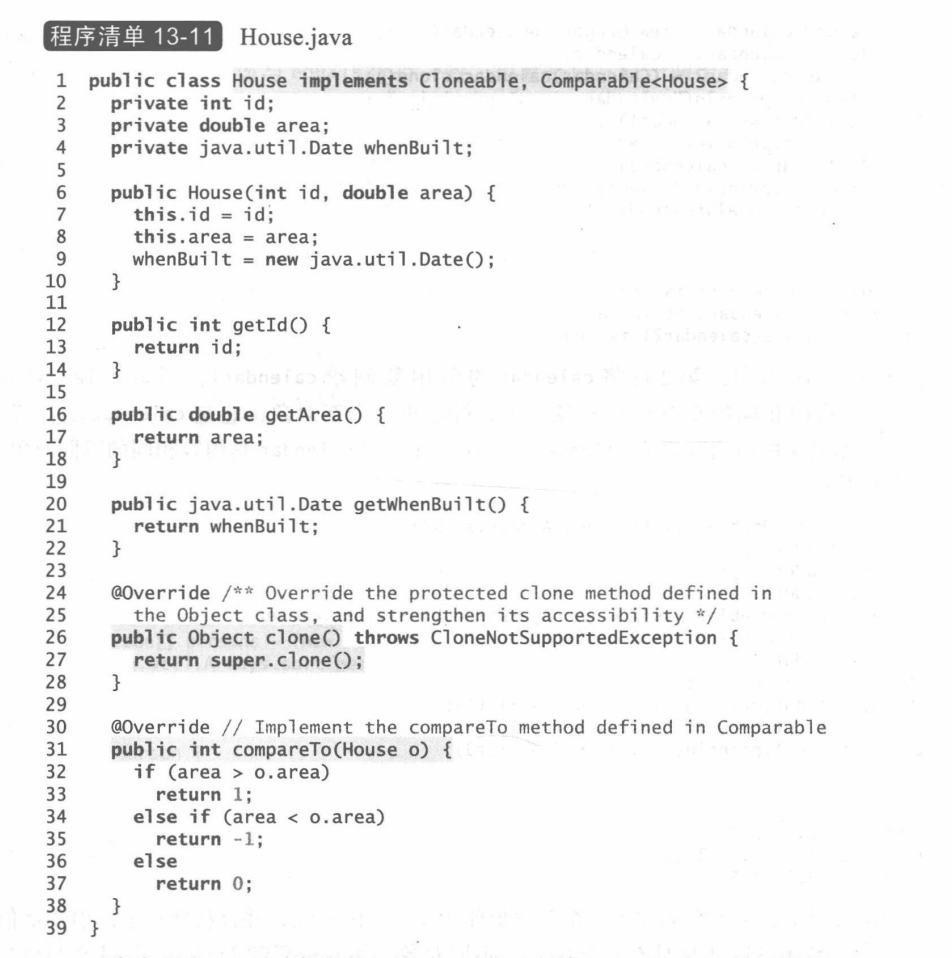 程序清单 13-11 House.java
1 public class House implements Cloneable, Comparable<House> {
2 private int id;
3 private double area;
4 private java.util.Date whenBuilt;
5
6 public House(int id, double area) {
7 this.id = id;
8 this.area = area;
9 whenBuilt = new java.util.Date();
10 }
11
12 public int getId() {
13 return id;
14 }
15
16 public double getArea() {
17 return area;
18 }
19
20 public java.util.Date getWhenBuilt() {
21 return whenBuilt;
22 }
23
24 @Override /** Override the protected clone method defined in
25 the Object class, and strengthen its accessibility */
26 public Object clone() throws CloneNotSupportedException {
27 return super.clone();
28 }
29
30 @Override // Implement the compareTo method defined in Comparable
31 public int compareTo(House o) {
32 if (area > o.area)
33 return 1;
34 else if (area < o.area)
35 return -1;
36 else
37 return 0;
38 }
39 }